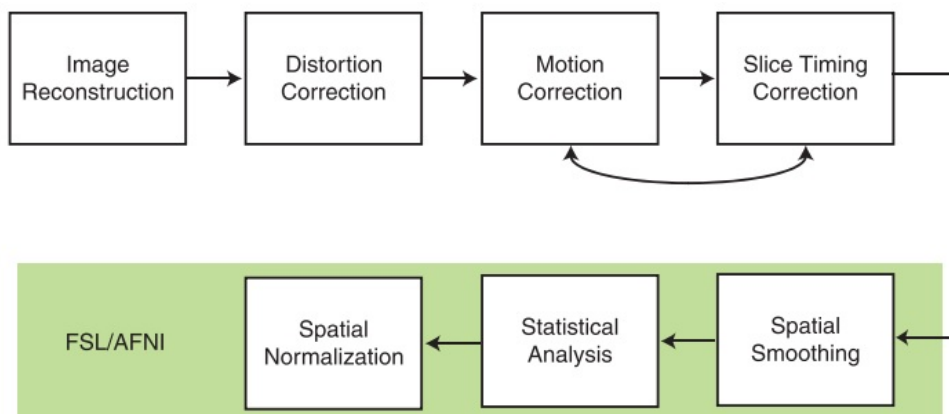 Image
Reconstruction
Distortion
Correction
Motion
Correction
Slice Timing
Correction
FSL/AFNI
Spatial
Normalization
Statistical
Analysis
Spatial
Smoothing